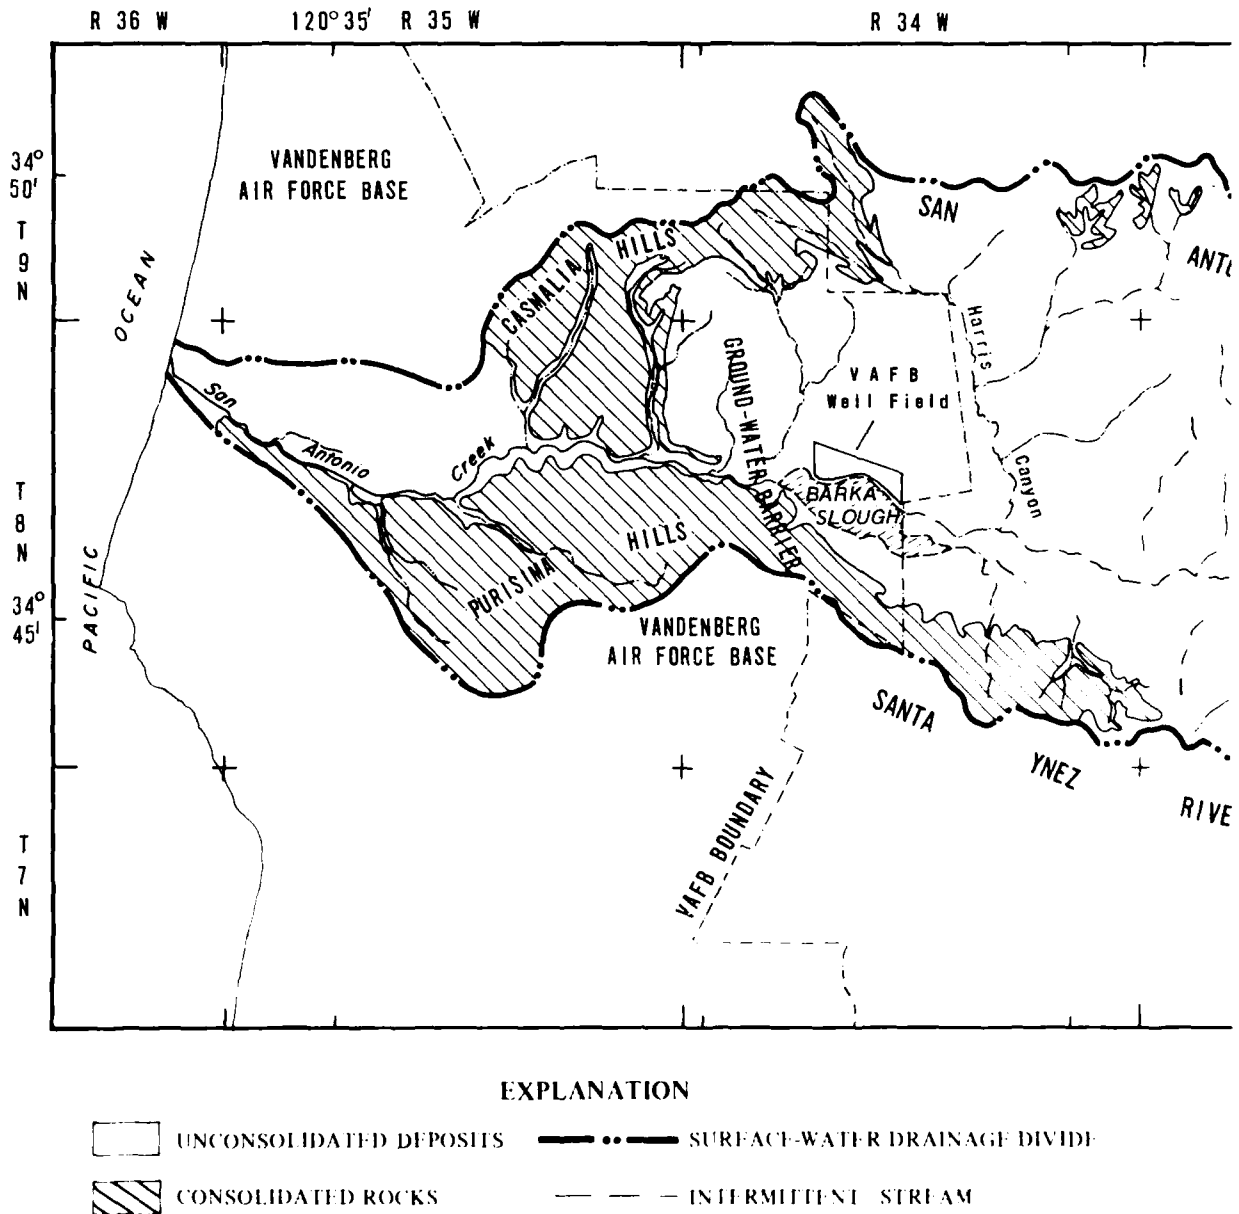 R 36 W
120°35'
R 35 W
R 34 W
34°
50'
T
9
N
T
8
N
34°
45'
T
7
N
VANDENBERG
AIR FORCE BASE
OCEAN
PACIFIC
CASMALIA
HILLS
SAN
ANTO
San
Antonio
Creek
GROUND-WATER BARRIER
VAFB
Well Field
Harris
Canyon
BARKA
SLOUGH
PURISIMA
HILLS
VANDENBERG
AIR FORCE BASE
SANTA
YNEZ
RIVE
VAFB BOUNDARY
EXPLANATION
UNCONSOLIDATED DEPOSITS
SURFACE-WATER DRAINAGE DIVIDE
CONSOLIDATED ROCKS
INTERMITTENT STREAM